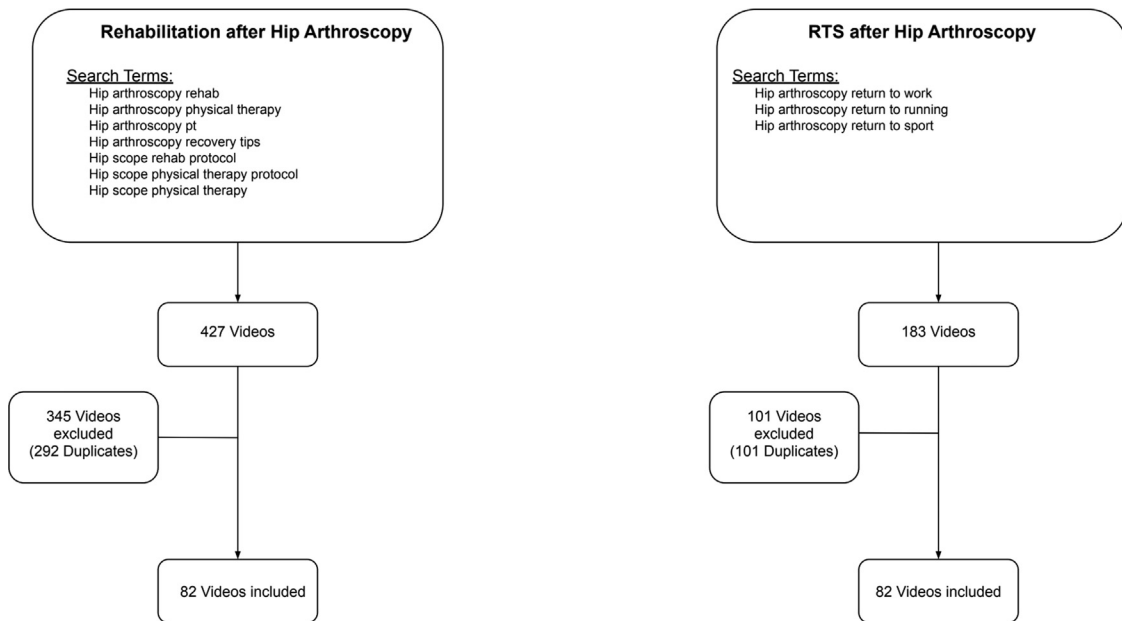 Rehabilitation after Hip Arthroscopy
Search Terms:
Hip arthroscopy rehab
Hip arthroscopy physical therapy
Hip arthroscopy pt
Hip arthroscopy recovery tips
Hip scope rehab protocol
Hip scope physical therapy protocol
Hip scope physical therapy
427 Videos
345 Videos
excluded
(292 Duplicates)
82 Videos included
RTS after Hip Arthroscopy
Search Terms:
Hip arthroscopy return to work
Hip arthroscopy return to running
Hip arthroscopy return to sport
183 Videos
101 Videos
excluded
(101 Duplicates)
82 Videos included